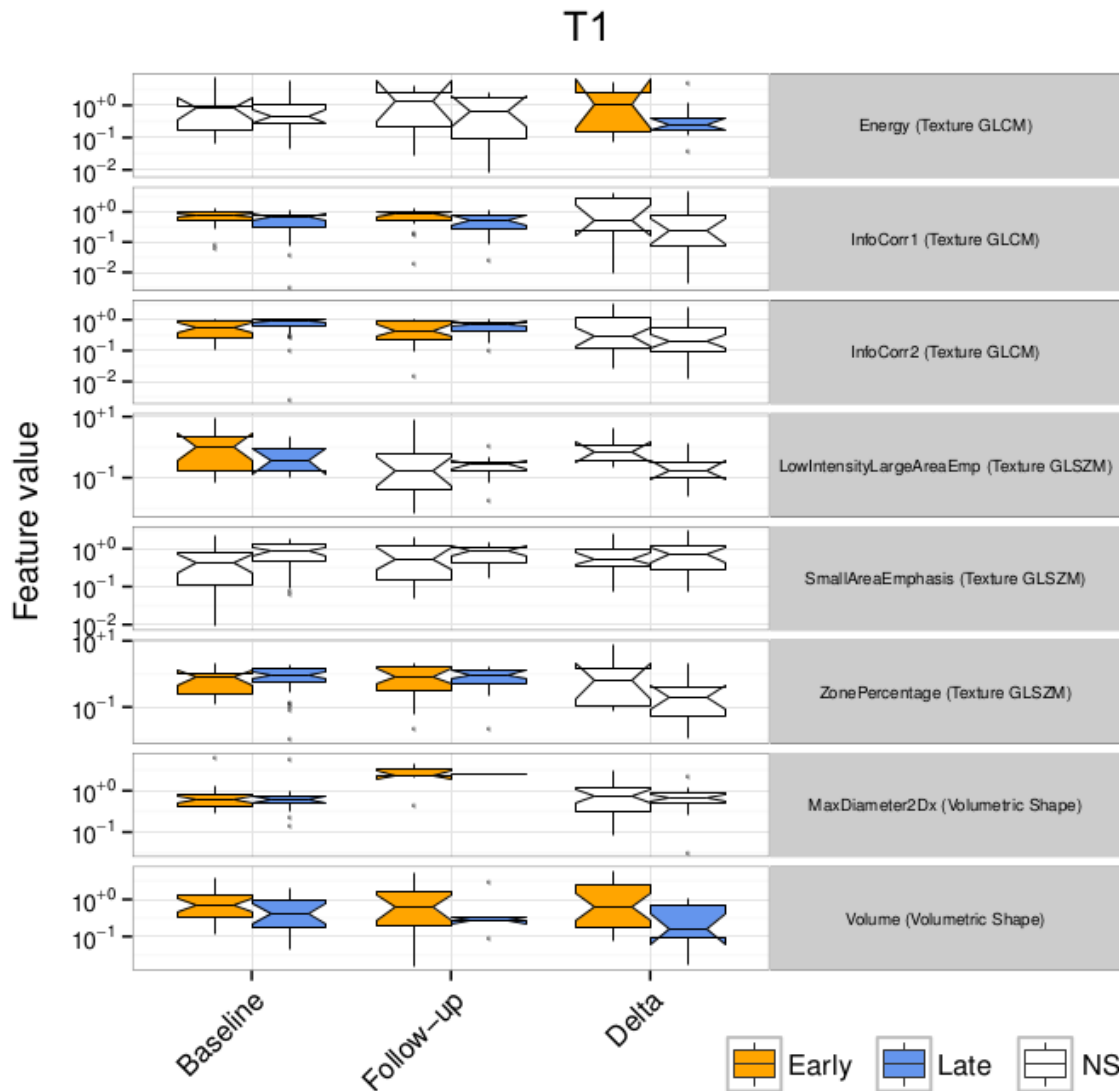 T1
Feature value
10+0
10−1
10−2
Energy (Texture GLCM)
10+0
10−1
10−2
InfoCorr1 (Texture GLCM)
10+0
10−1
10−2
InfoCorr2 (Texture GLCM)
10+1
10−1
LowIntensityLargeAreaEmp (Texture GLSZM)
10+0
10−1
10−2
SmallAreaEmphasis (Texture GLSZM)
10+1
10−1
ZonePercentage (Texture GLSZM)
10+0
10−1
MaxDiameter2Dx (Volumetric Shape)
10+0
10−1
Volume (Volumetric Shape)
Baseline
Follow−up
Delta
Early
Late
NS